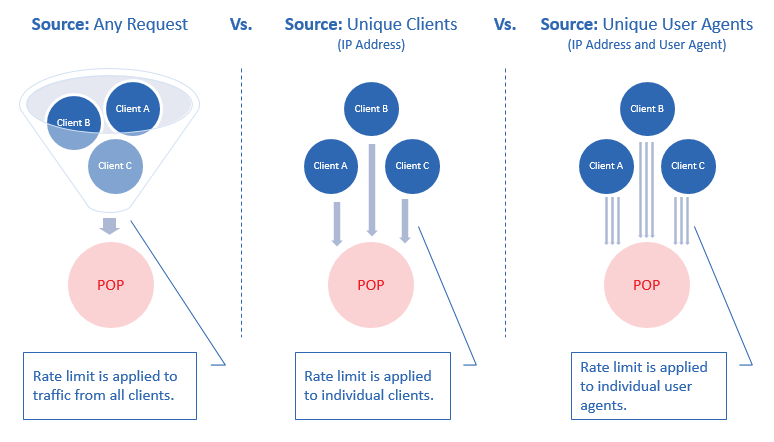 Source: Any Request
Vs.
Source: Unique Clients
(IP Address)
Vs.
Source: Unique User Agents
(IP Address and User Agent)
Client A
Client B
Client C
POP
Rate limit is applied to
traffic from all clients.
Client B
Client A
Client C
POP
Rate limit is applied
to individual clients.
Client B
Client A
Client C
POP
Rate limit is applied
to individual user
agents.